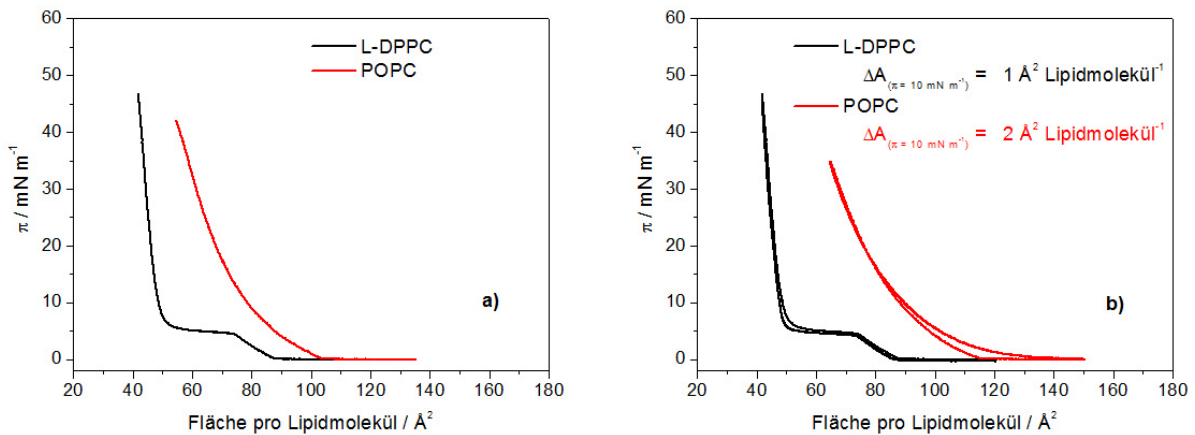 60
50
40
30
20
10
0
π / mN m⁻¹
L-DPPC
POPC
a)
20 40 60 80 100 120 140 160 180
Fläche pro Lipidmolekül / Å²
60
50
40
30
20
10
0
π / mN m⁻¹
L-DPPC
ΔA(π = 10 mN m⁻¹) = 1 Å² Lipidmolekül⁻¹
POPC
ΔA(π = 10 mN m⁻¹) = 2 Å² Lipidmolekül⁻¹
b)
20 40 60 80 100 120 140 160 180
Fläche pro Lipidmolekül / Å²